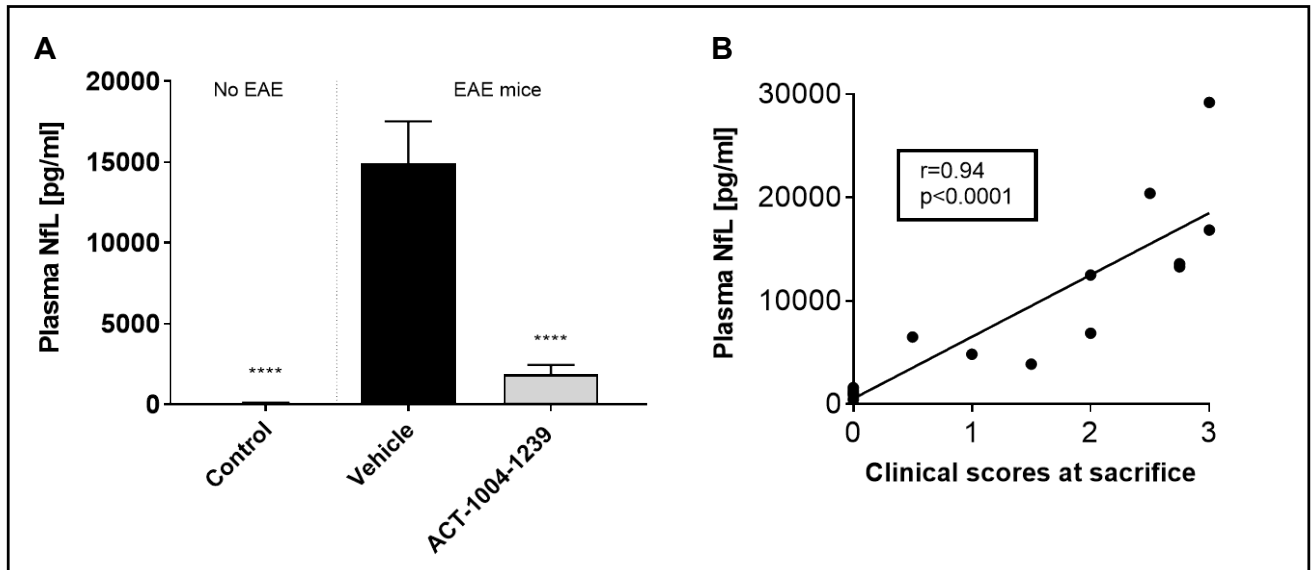 A
No EAE
EAE mice
Plasma NfL [pg/ml]
20000
15000
10000
5000
0
****
****
Control
Vehicle
ACT-1004-1239
B
Plasma NfL [pg/ml]
30000
20000
10000
0
r=0.94
p<0.0001
0 1 2 3
Clinical scores at sacrifice